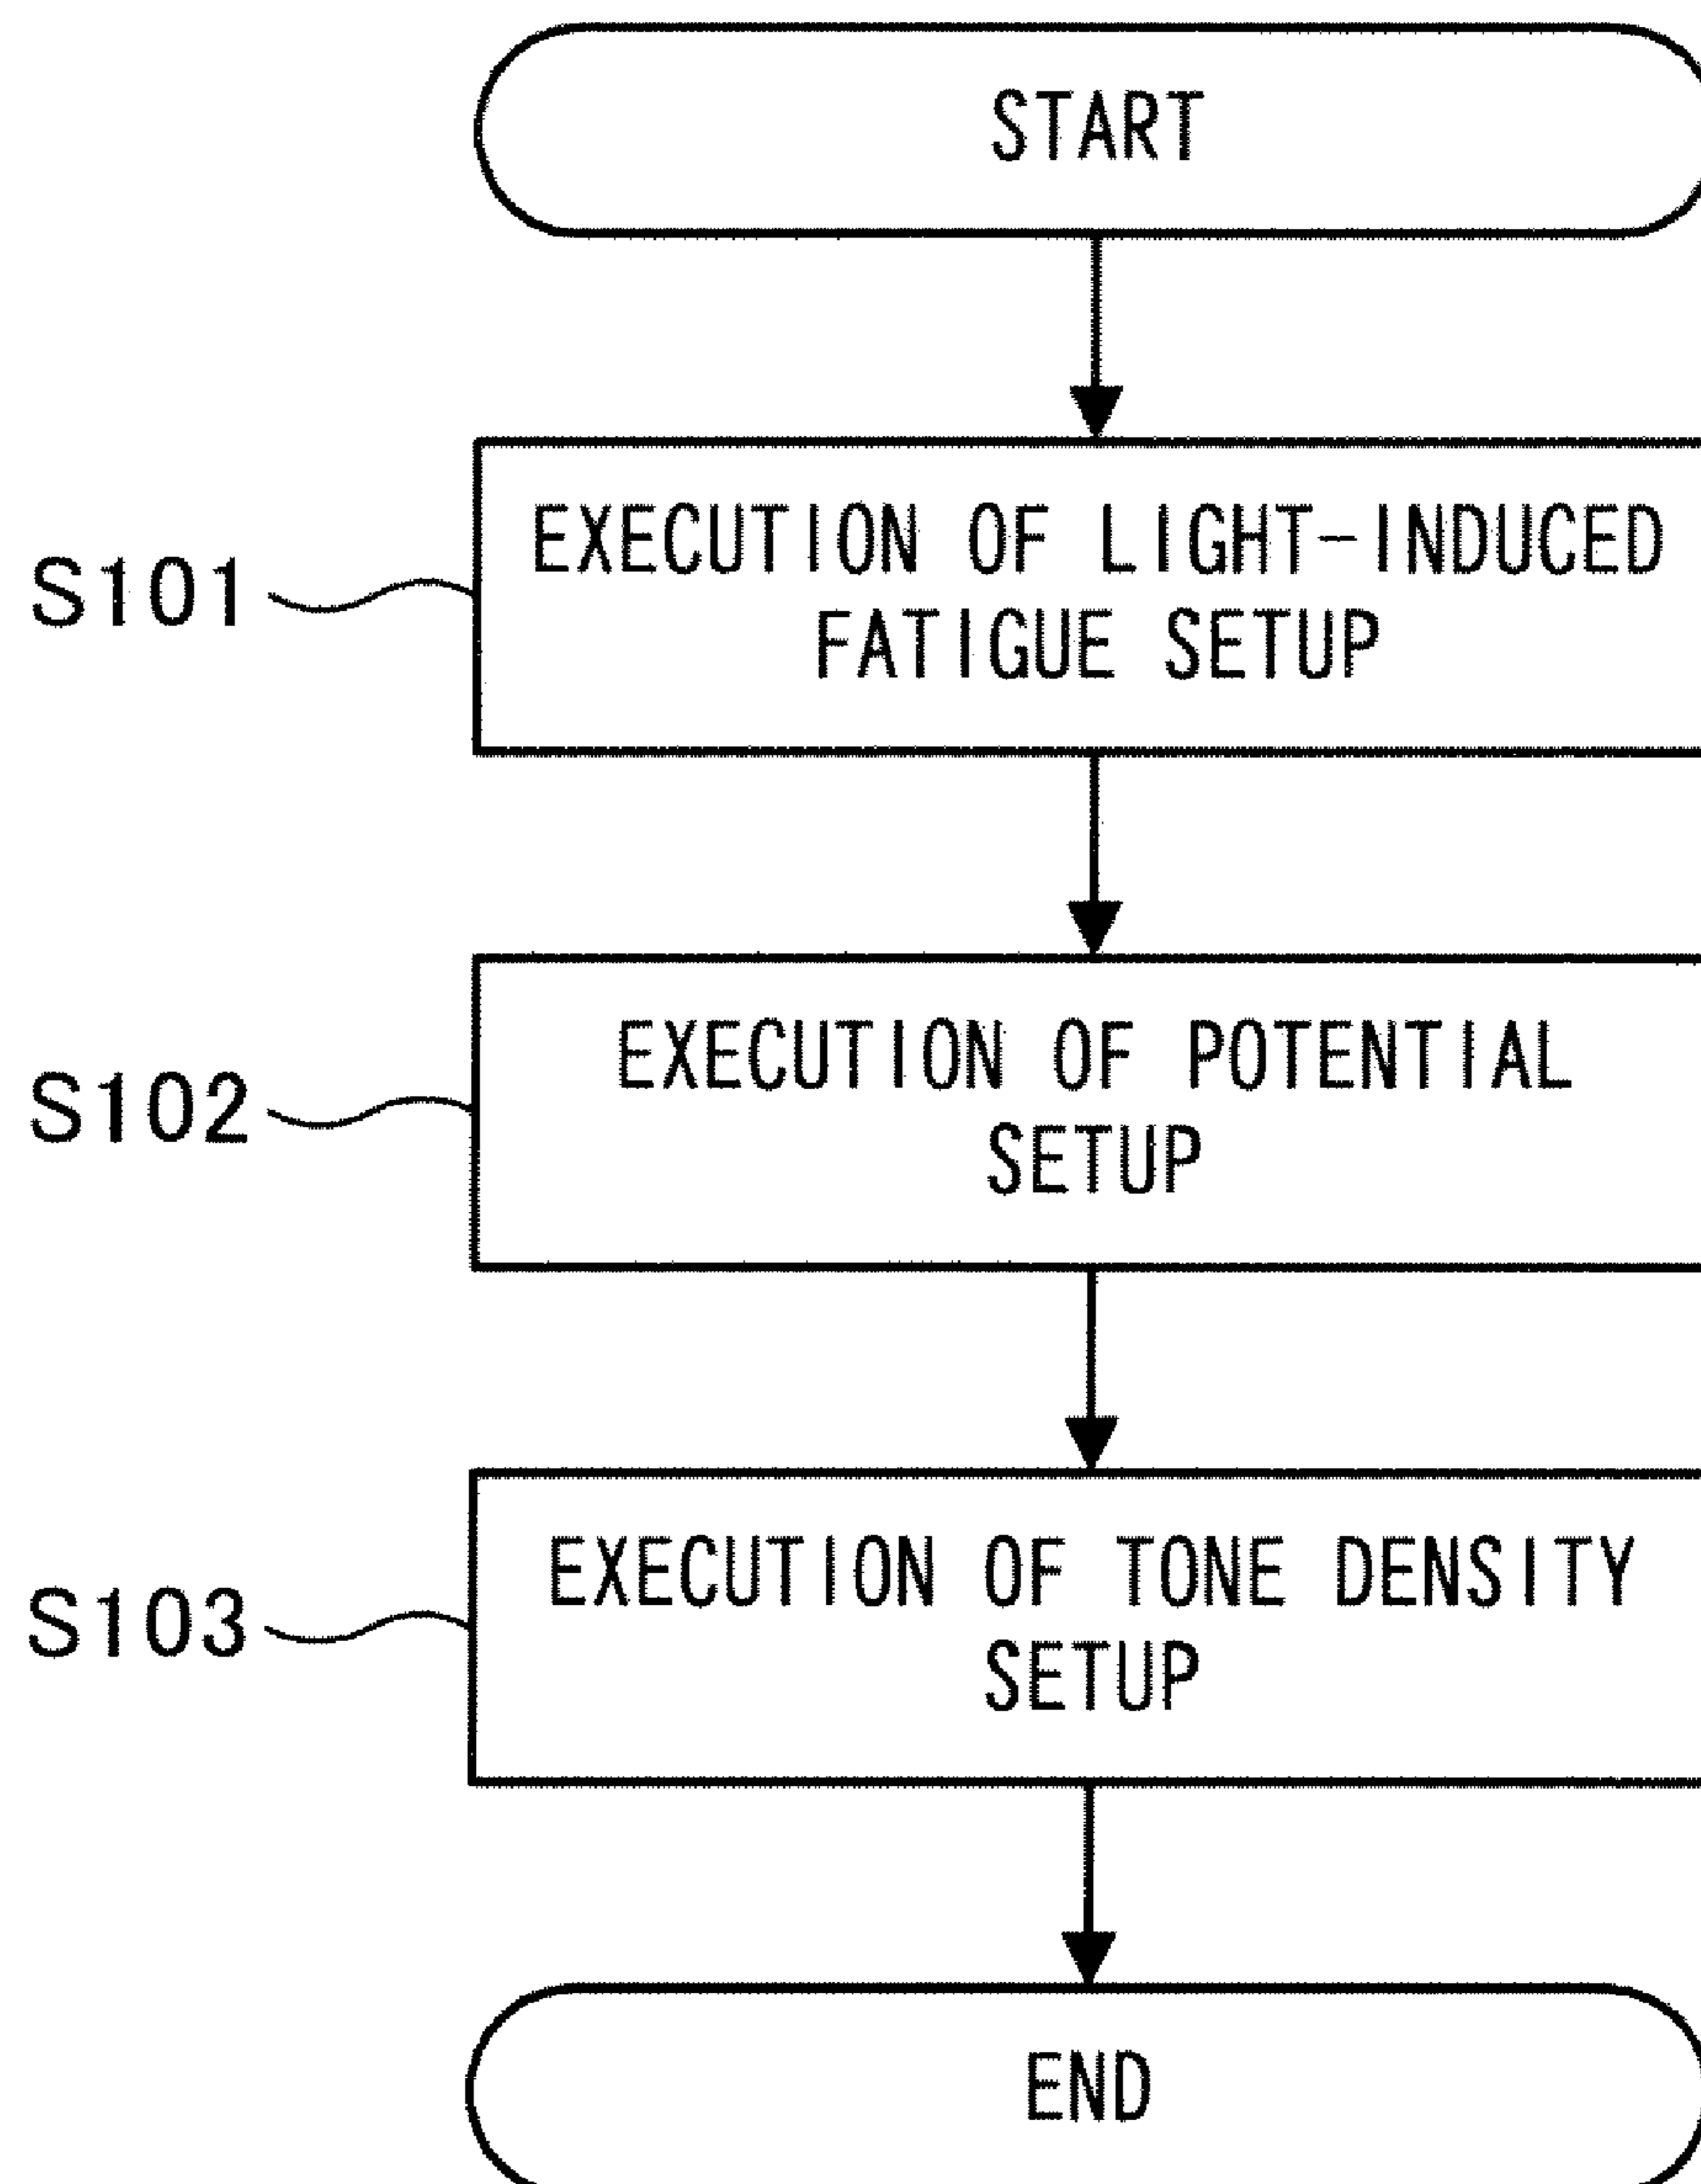 START
S101
EXECUTION OF LIGHT-INDUCED
FATIGUE SETUP
S102
EXECUTION OF POTENTIAL
SETUP
S103
EXECUTION OF TONE DENSITY
SETUP
END